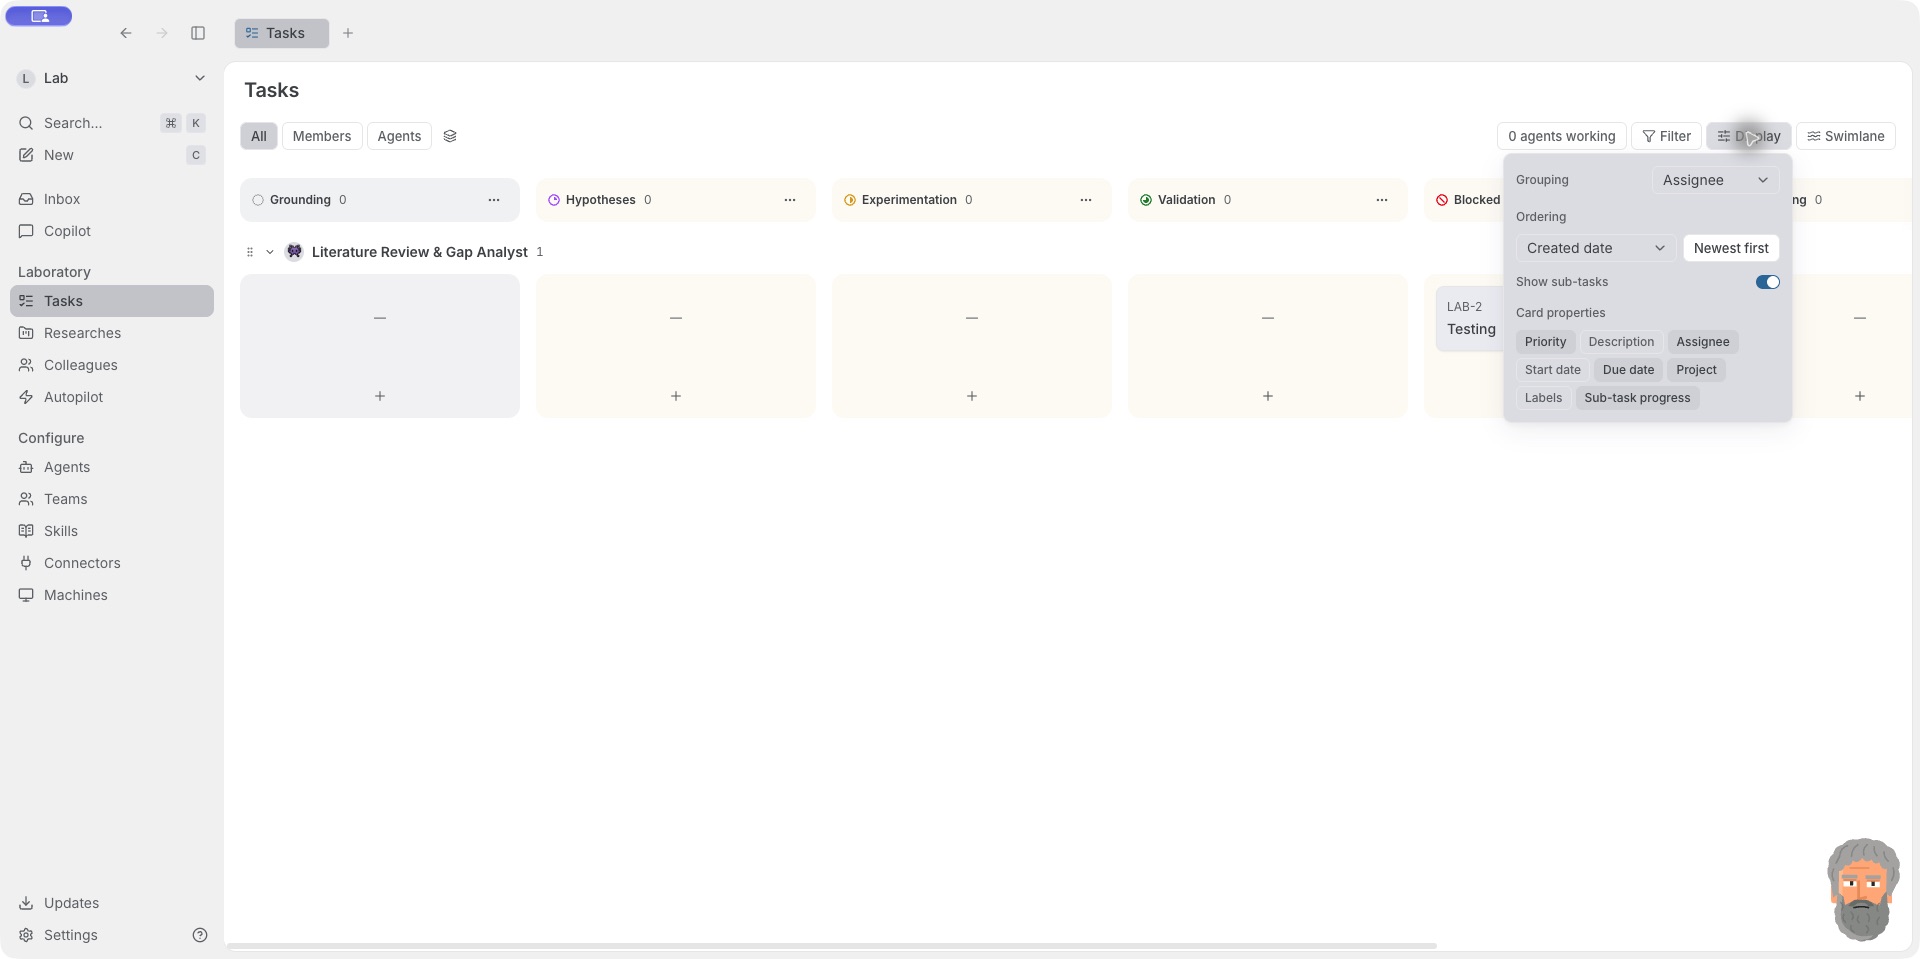 Tasks
L Lab
Search... ⌘ K
New C
Inbox
Copilot
Laboratory
Tasks
Researches
Colleagues
Autopilot
Configure
Agents
Teams
Skills
Connectors
Machines
Updates
Settings
Tasks
All Members Agents
0 agents working Filter Display Swimlane
Grounding 0 Hypotheses 0 Experimentation 0 Validation 0 Blocked ng 0
Literature Review & Gap Analyst 1
LAB-2
Testing
Grouping Assignee
Ordering
Created date Newest first
Show sub-tasks
Card properties
Priority Description Assignee
Start date Due date Project
Labels Sub-task progress